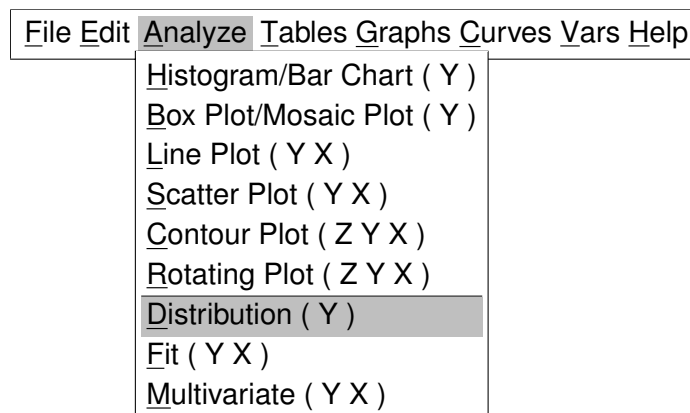 File Edit Analyze Tables Graphs Curves Vars Help
Histogram/Bar Chart ( Y )
Box Plot/Mosaic Plot ( Y )
Line Plot ( Y X )
Scatter Plot ( Y X )
Contour Plot ( Z Y X )
Rotating Plot ( Z Y X )
Distribution ( Y )
Fit ( Y X )
Multivariate ( Y X )